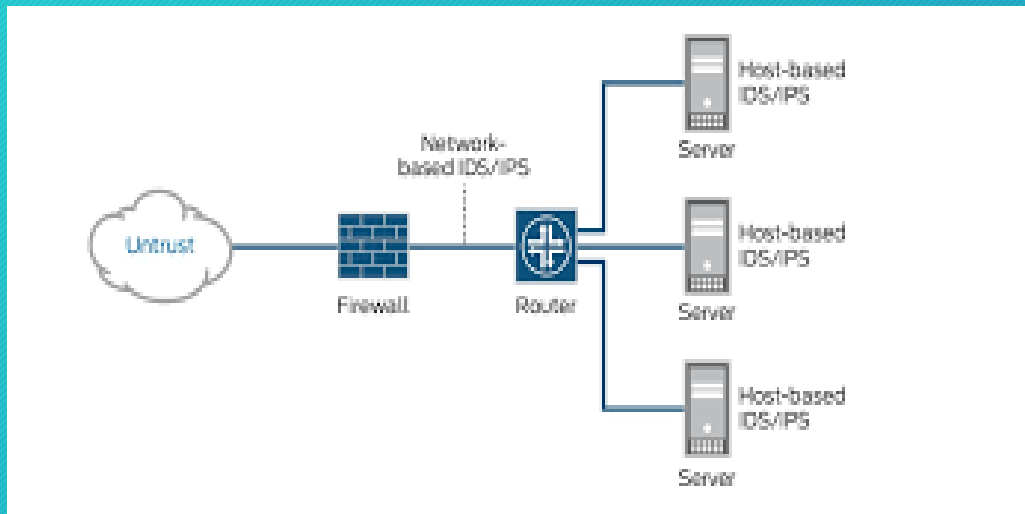 Network-
based IDS/IPS
Untrust
Firewall
Router
Host-based
IDS/IPS
Server
Host-based
IDS/IPS
Server
Host-based
IDS/IPS
Server